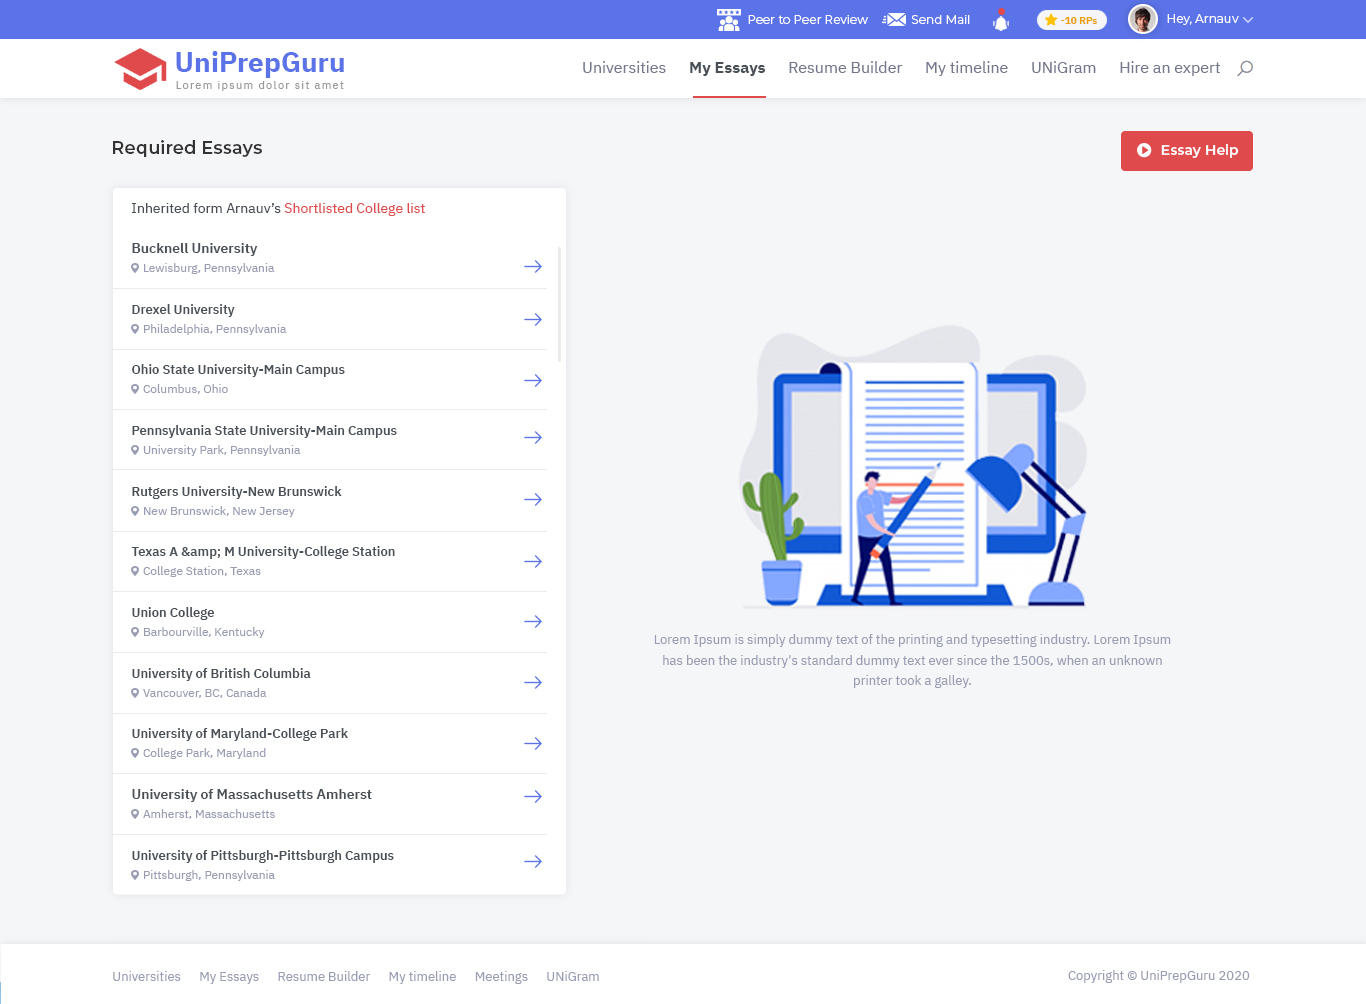 Peer to Peer Review Send Mail -10 RPs Hey, Arnauv
UniPrepGuru
Lorem ipsum dolor sit amet
Universities My Essays Resume Builder My timeline UNiGram Hire an expert
Required Essays
Essay Help
Inherited form Arnauv's Shortlisted College list
Bucknell University
Lewisburg, Pennsylvania
Drexel University
Philadelphia, Pennsylvania
Ohio State University-Main Campus
Columbus, Ohio
Pennsylvania State University-Main Campus
University Park, Pennsylvania
Rutgers University-New Brunswick
New Brunswick, New Jersey
Texas A &amp; M University-College Station
College Station, Texas
Union College
Barbourville, Kentucky
University of British Columbia
Vancouver, BC, Canada
University of Maryland-College Park
College Park, Maryland
University of Massachusetts Amherst
Amherst, Massachusetts
University of Pittsburgh-Pittsburgh Campus
Pittsburgh, Pennsylvania
Lorem Ipsum is simply dummy text of the printing and typesetting industry. Lorem Ipsum
has been the industry's standard dummy text ever since the 1500s, when an unknown
printer took a galley.
Universities My Essays Resume Builder My timeline Meetings UNiGram
Copyright © UniPrepGuru 2020